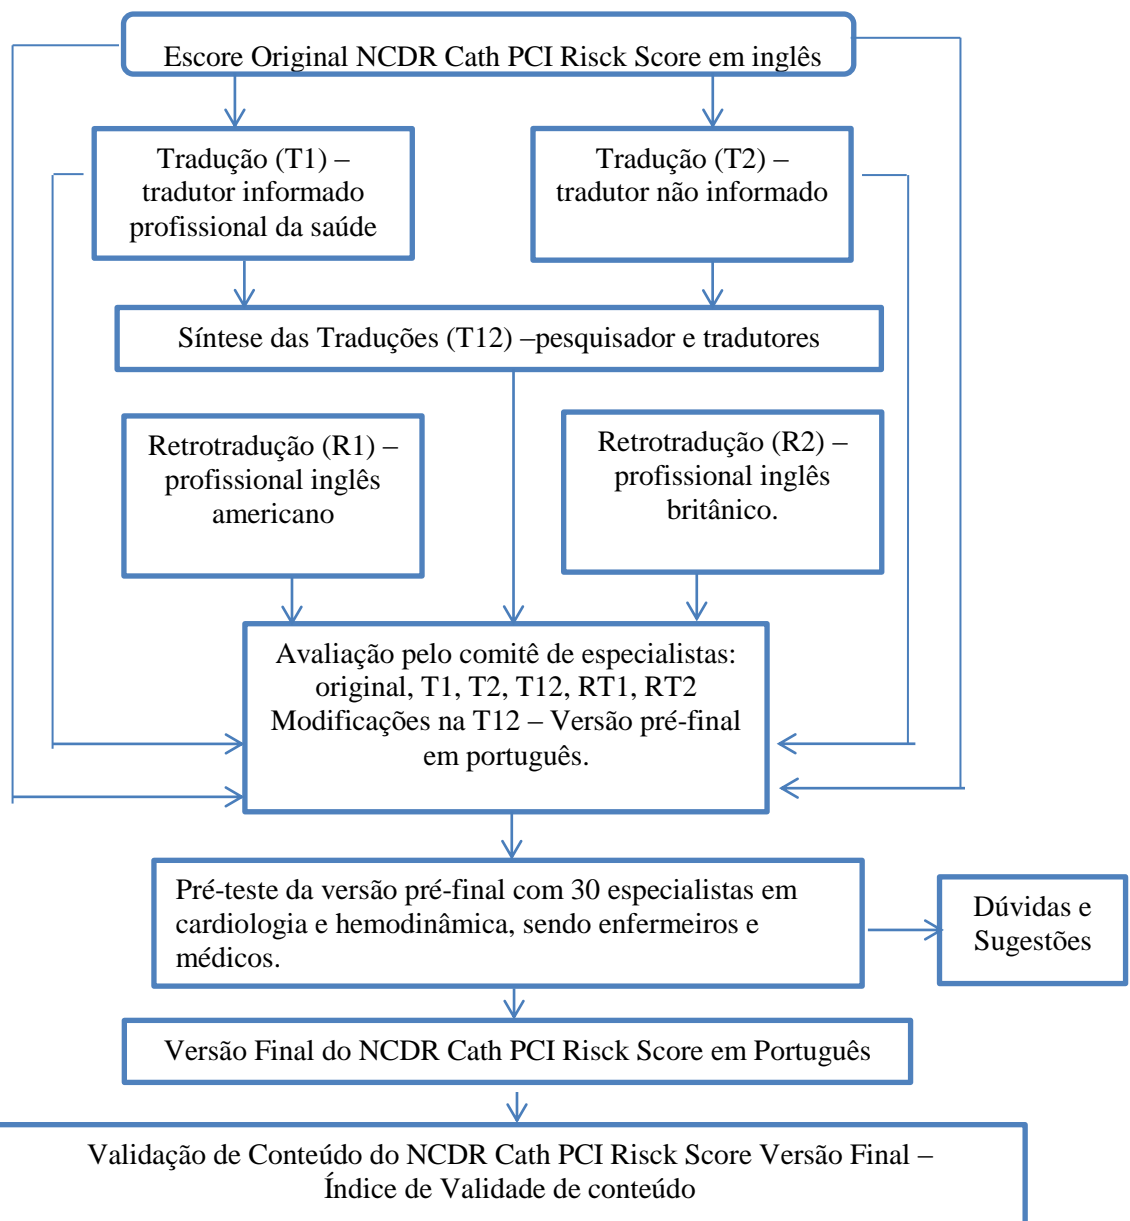 Escore Original NCDR Cath PCI Risck Score em inglês
Tradução (T1) –
tradutor informado
profissional da saúde
Tradução (T2) –
tradutor não informado
Síntese das Traduções (T12) –pesquisador e tradutores
Retrotradução (R1) –
profissional inglês
americano
Retrotradução (R2) –
profissional inglês
britânico.
Avaliação pelo comitê de especialistas:
original, T1, T2, T12, RT1, RT2
Modificações na T12 – Versão pré-final
em português.
Pré-teste da versão pré-final com 30 especialistas em
cardiologia e hemodinâmica, sendo enfermeiros e
médicos.
Dúvidas e
Sugestões
Versão Final do NCDR Cath PCI Risck Score em Português
Validação de Conteúdo do NCDR Cath PCI Risck Score Versão Final –
Índice de Validade de conteúdo